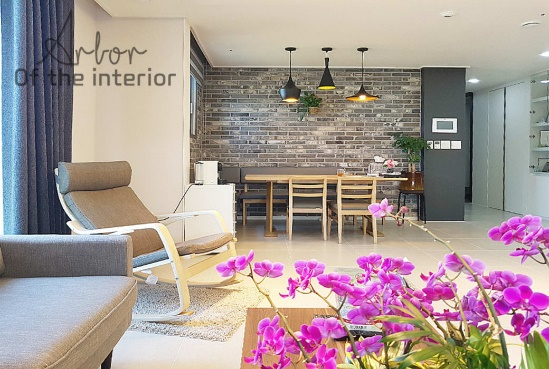 Arbor
Of the interior